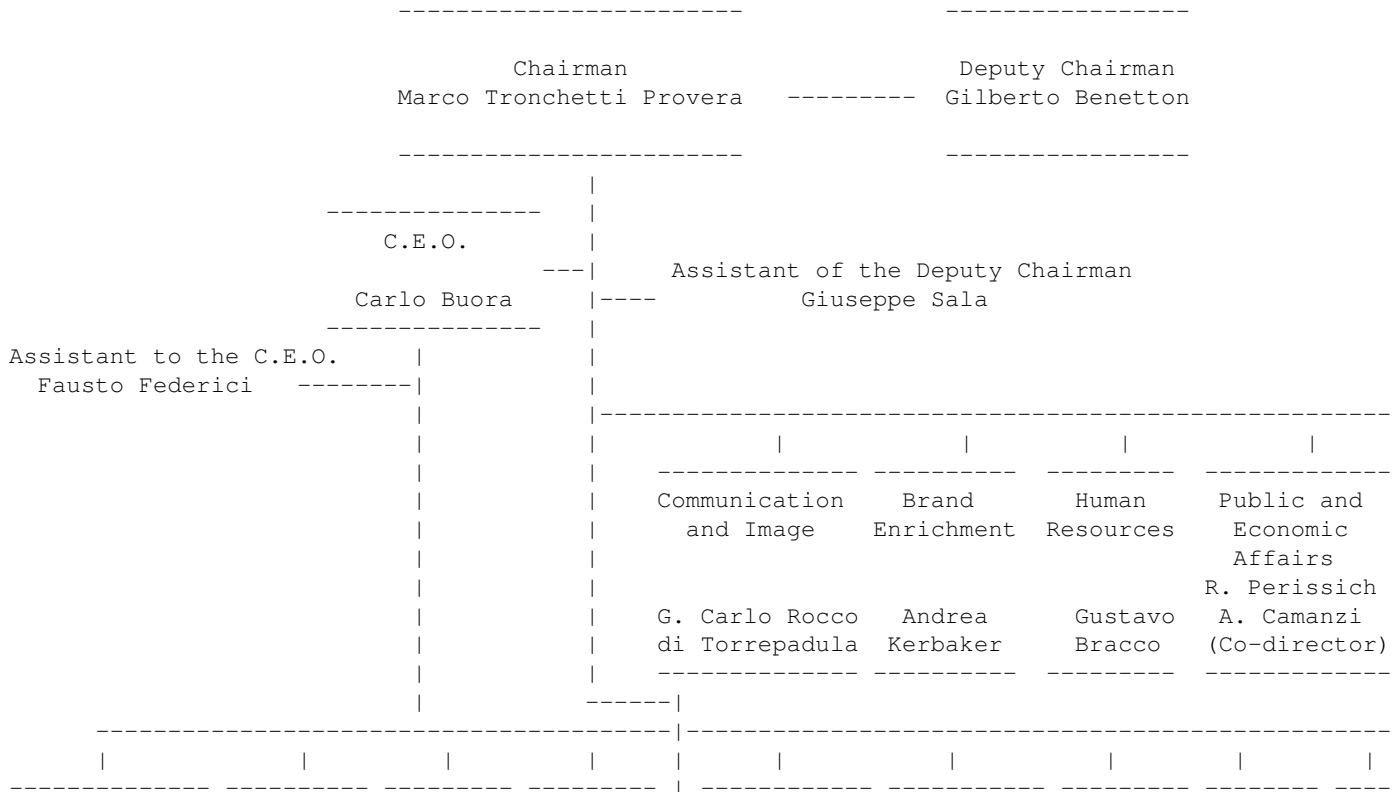 Chairman Deputy Chairman
Marco Tronchetti Provera --------- Gilberto Benetton
C.E.O.
Assistant of the Deputy Chairman
Carlo Buora Giuseppe Sala
Assistant to the C.E.O.
Fausto Federici
Communication Brand Human Public and
and Image Enrichment Resources Economic
Affairs
R. Perissich
G. Carlo Rocco Andrea Gustavo A. Camanzi
di Torrepadula Kerbaker Bracco (Co-director)